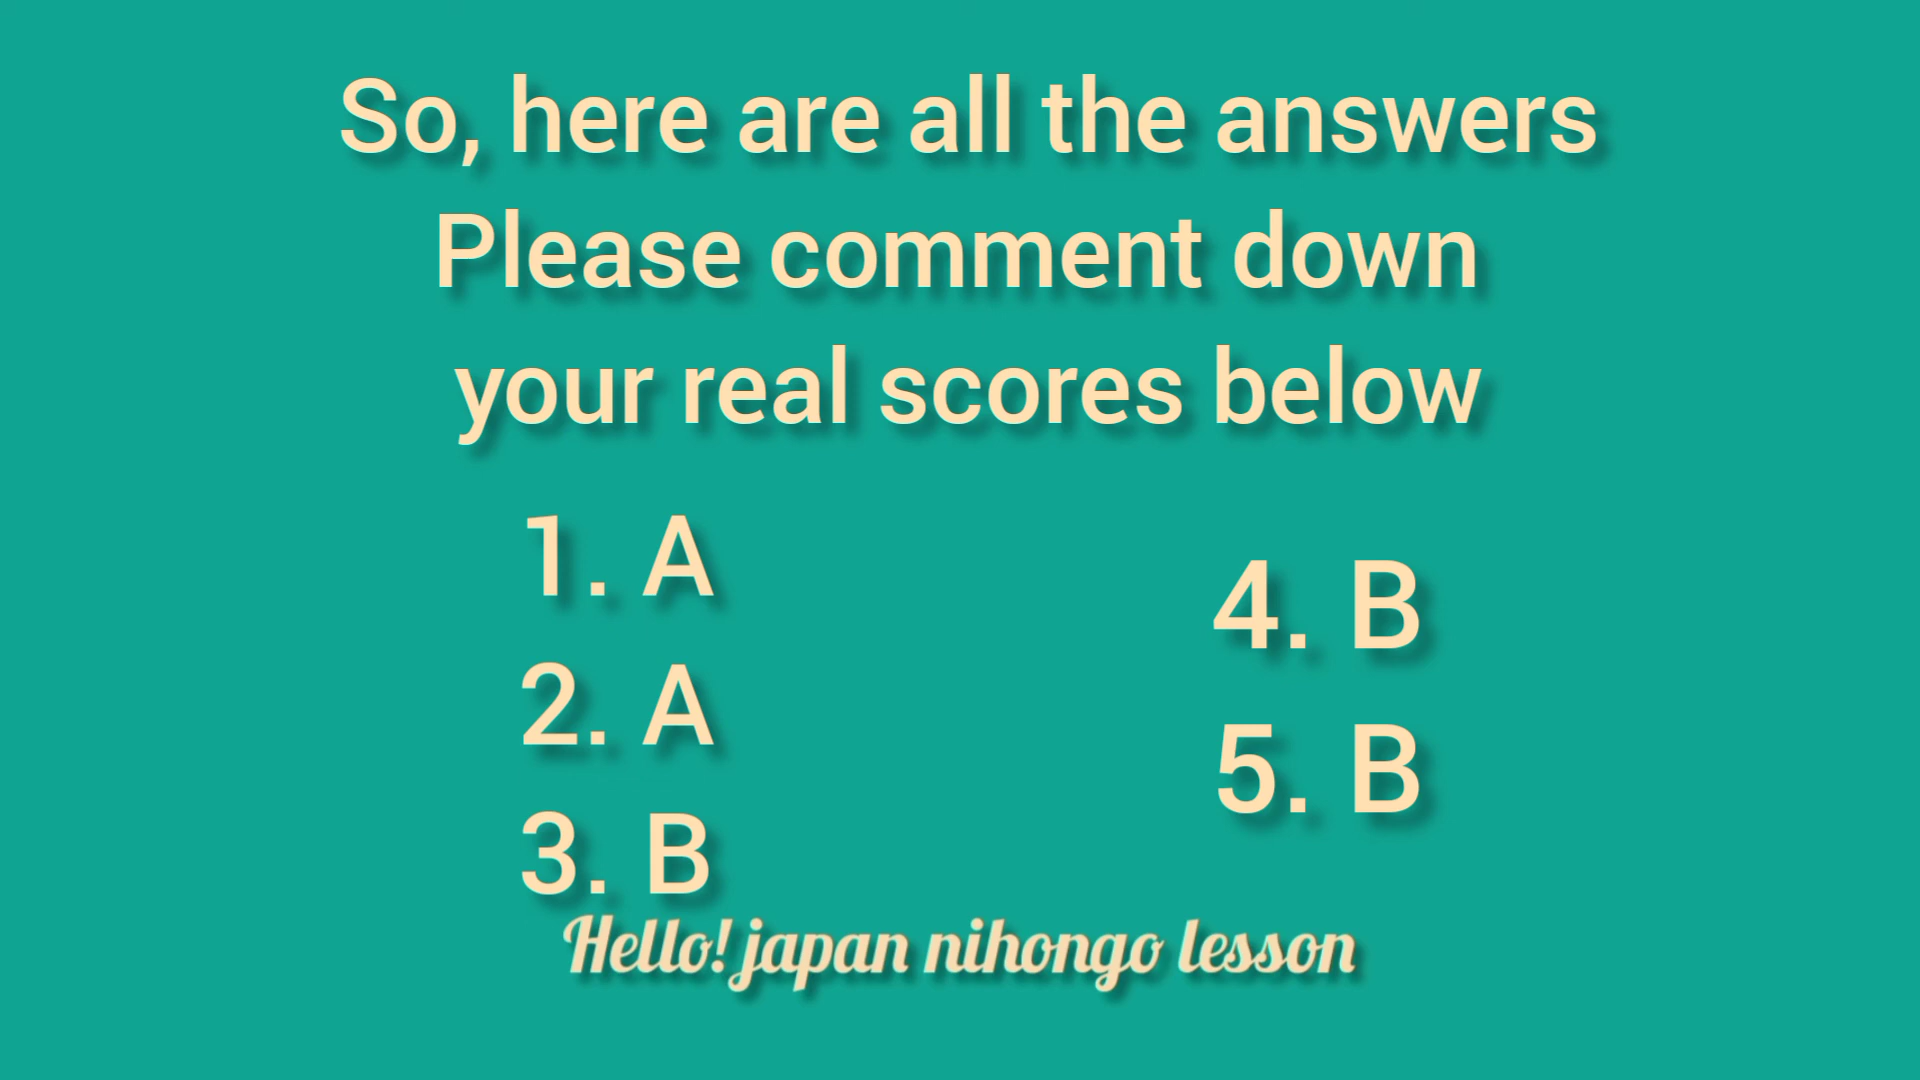 So, here are all the answers
Please comment down
your real scores below
1. A
2. A
3. B
4. B
5. B
Hello! japan nihongo lesson